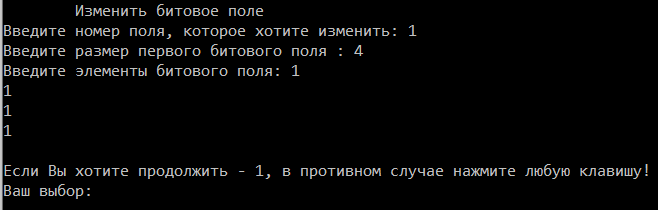 Изменить битовое поле
Введите номер поля, которое хотите изменить: 1
Введите размер первого битового поля : 4
Введите элементы битового поля: 1
1
1
1
Если Вы хотите продолжить - 1, в противном случае нажмите любую клавишу!
Ваш выбор: